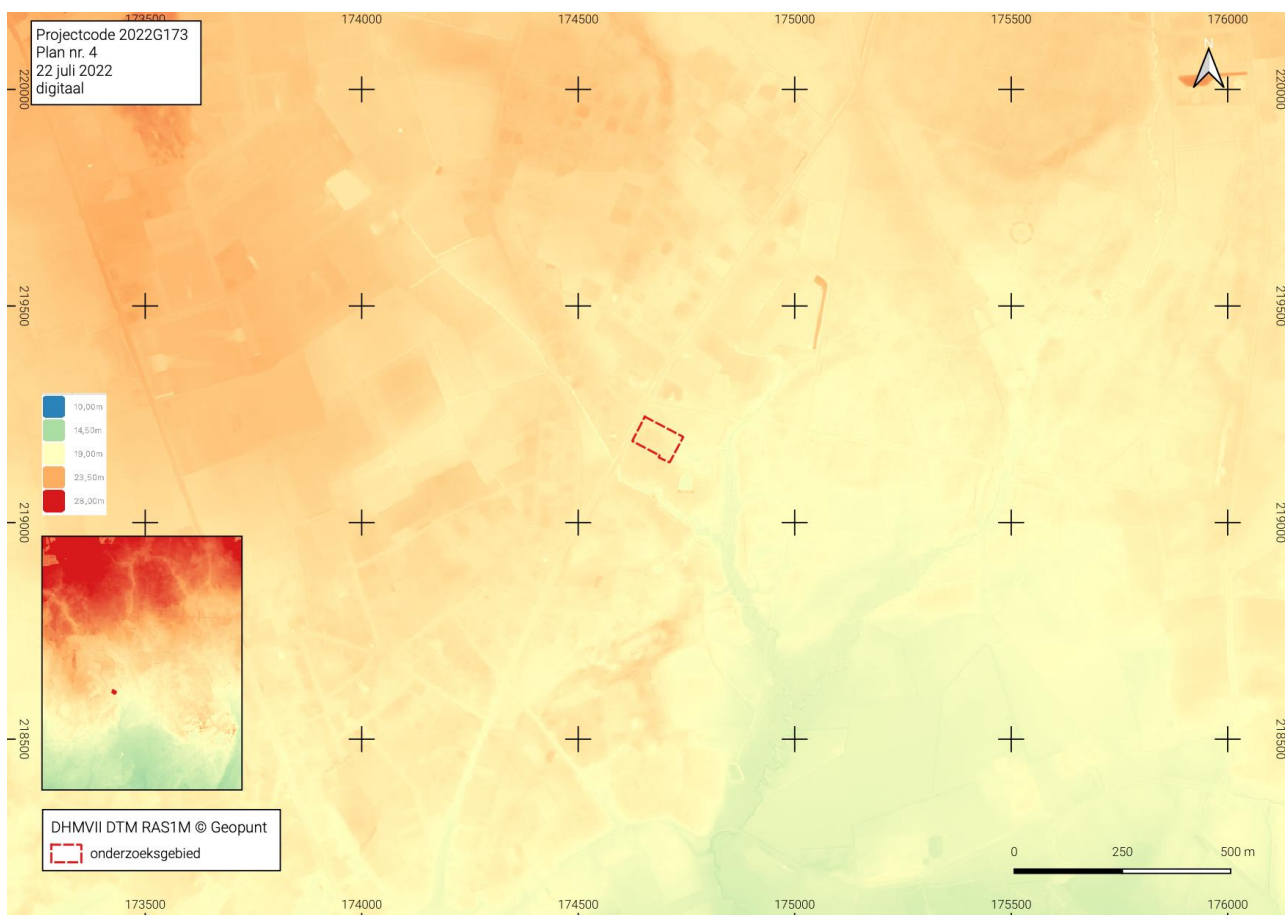 173500
174000
174500
175000
175500
176000
Projectcode 2022G173
Plan nr. 4
22 juli 2022
digitaal
N
220000
220000
219500
219500
10,00m
14,50m
19,00m
23,50m
28,00m
219000
219000
218500
218500
DHMVII DTM RAS1M © Geopunt
onderzoeksgebied
0
250
500 m
173500
174000
174500
175000
175500
176000